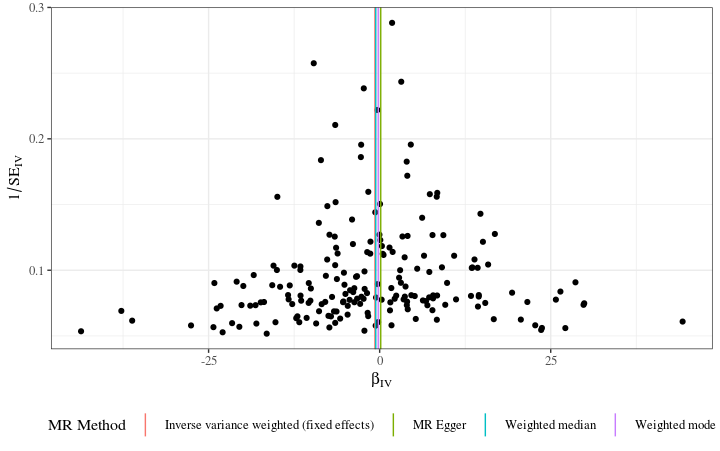 0.3
0.2
0.1
1/SE_IV
-25
0
25
β_IV
MR Method
Inverse variance weighted (fixed effects)
MR Egger
Weighted median
Weighted mode